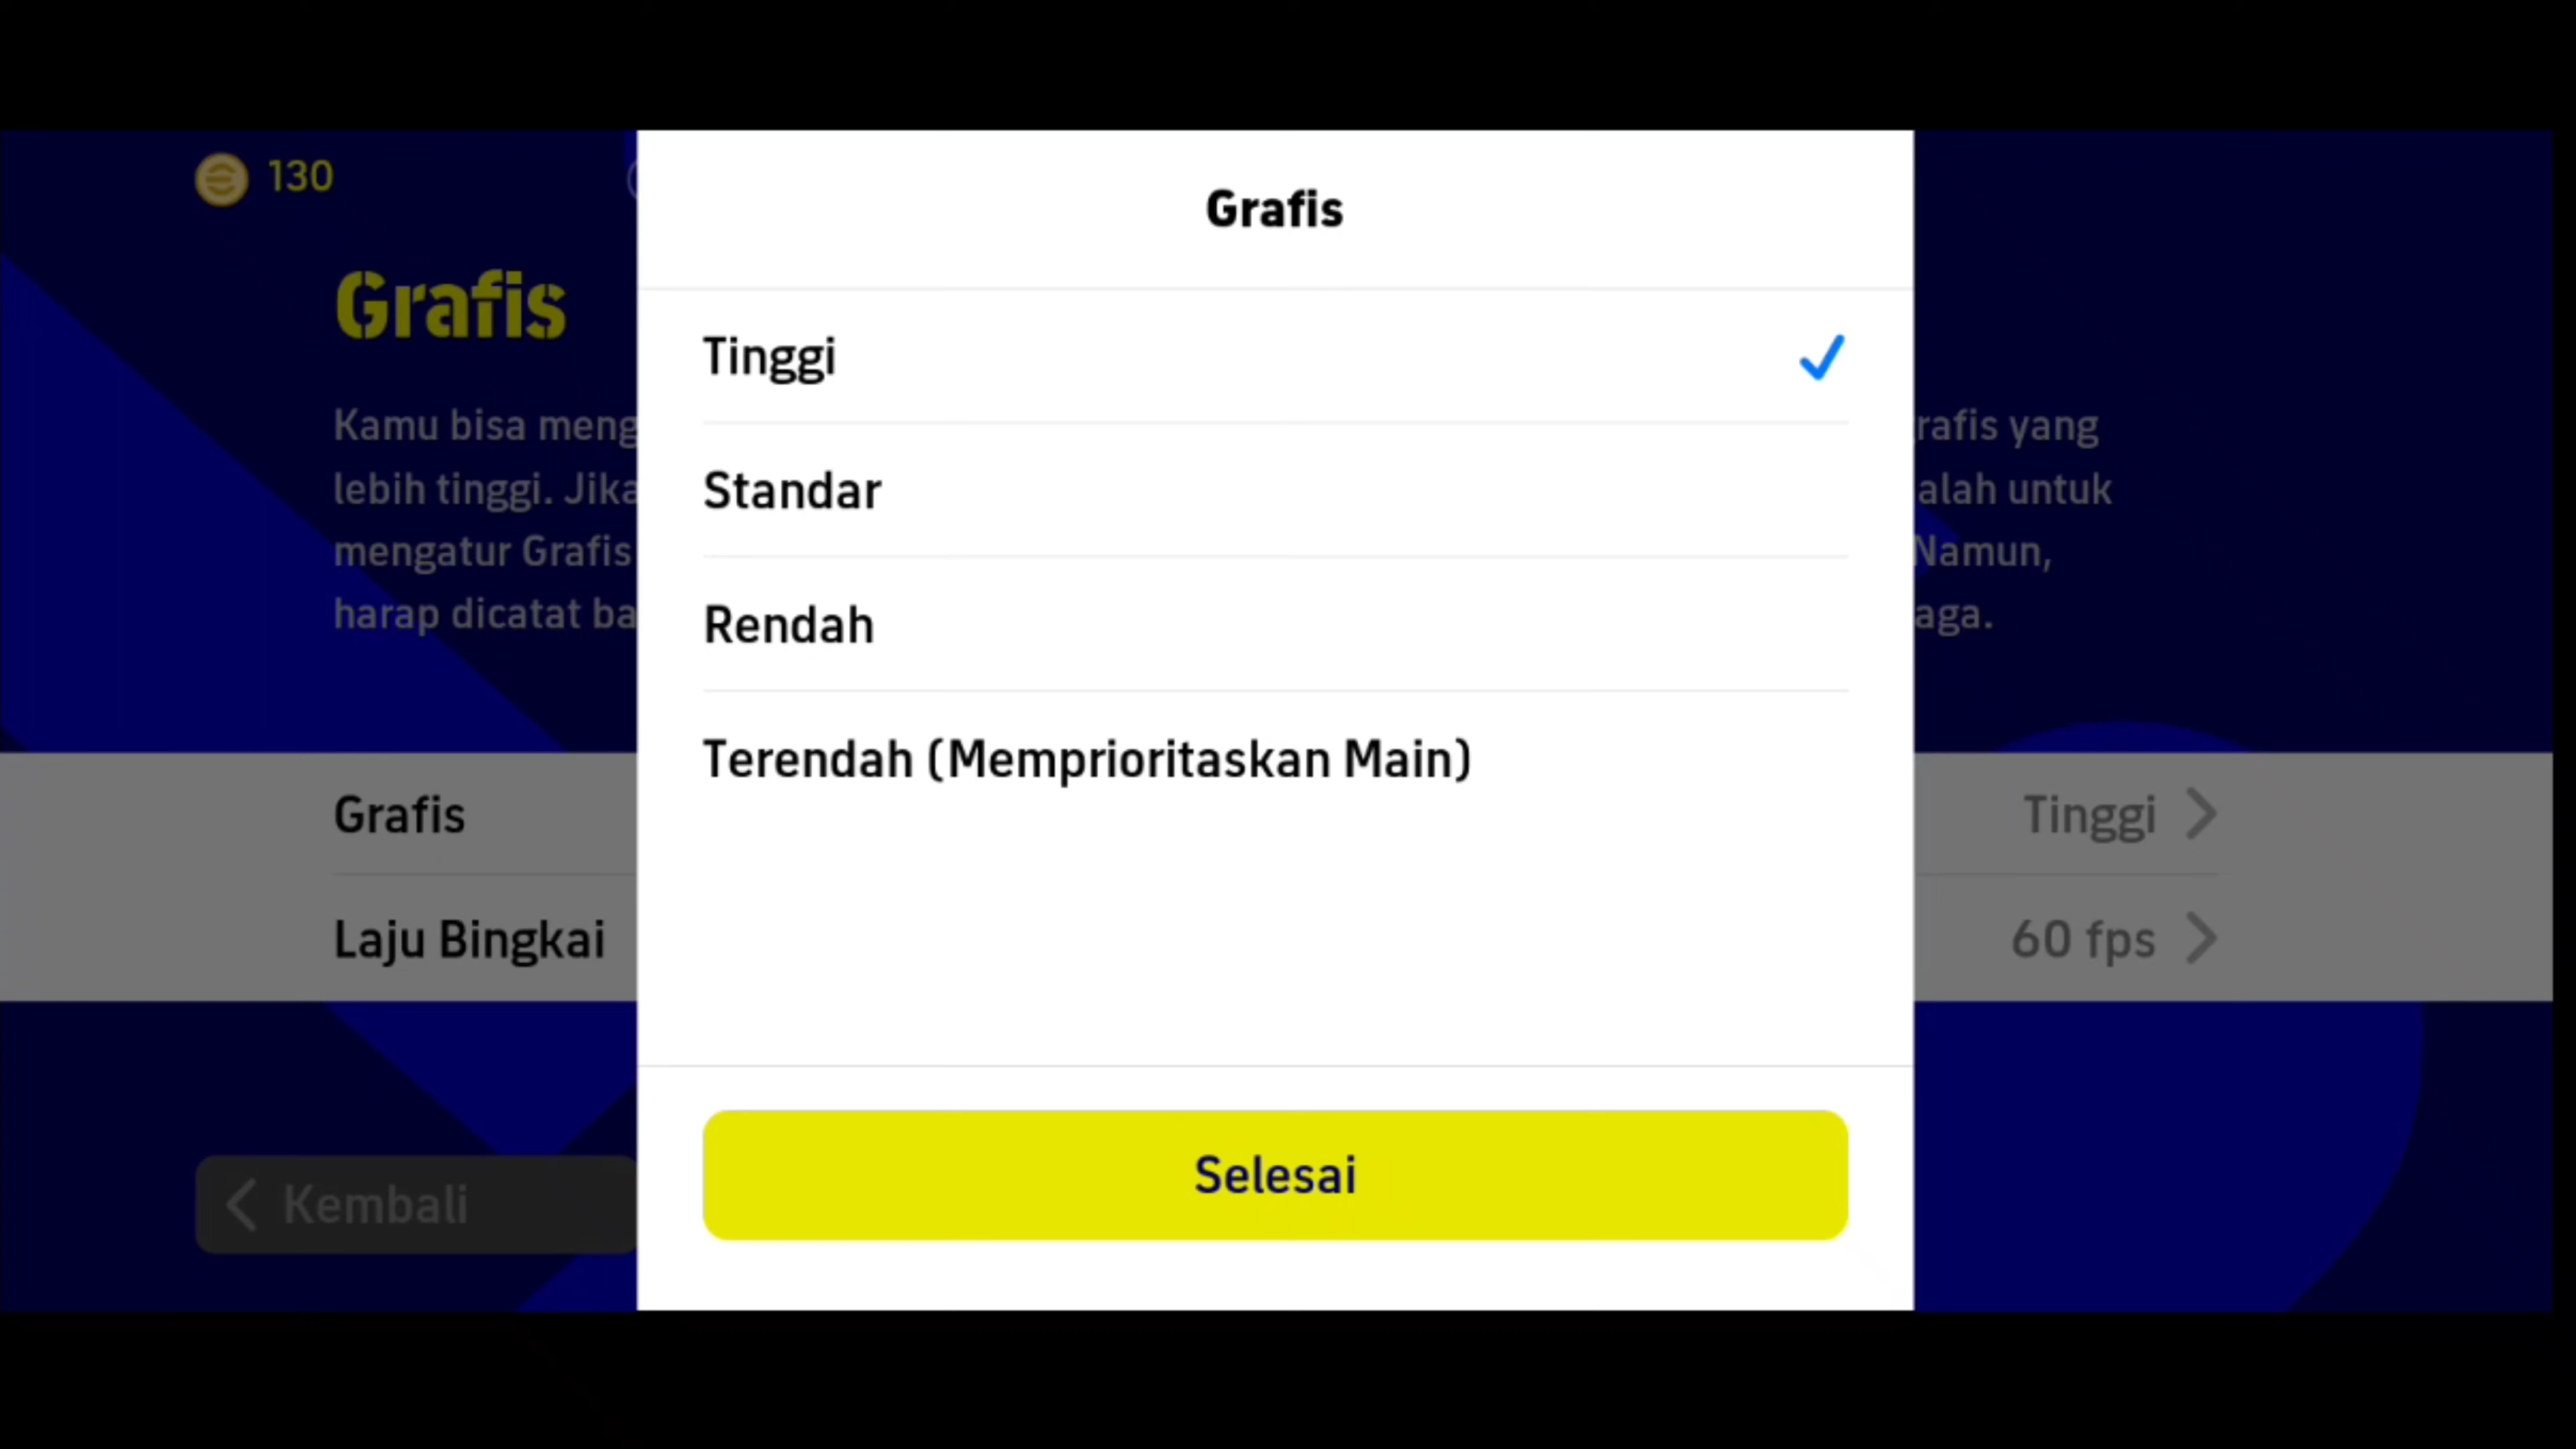 130
Grafis
Grafis
Tinggi
Standar
Rendah
Terendah (Memprioritaskan Main)
Selesai
Kamu bisa meng rafis yang
lebih tinggi. Jika alah untuk
mengatur Grafis Namun,
harap dicatat ba aga.
Grafis Tinggi
Laju Bingkai 60 fps
Kembali